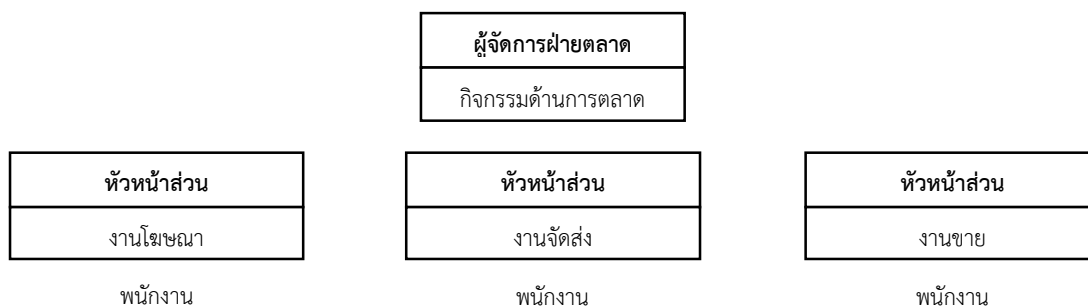 ผู้จัดการฝ่ายตลาด
กิจกรรมด้านการตลาด
หัวหน้าส่วน
งานโฆษณา
พนักงาน
หัวหน้าส่วน
งานจัดส่ง
พนักงาน
หัวหน้าส่วน
งานขาย
พนักงาน